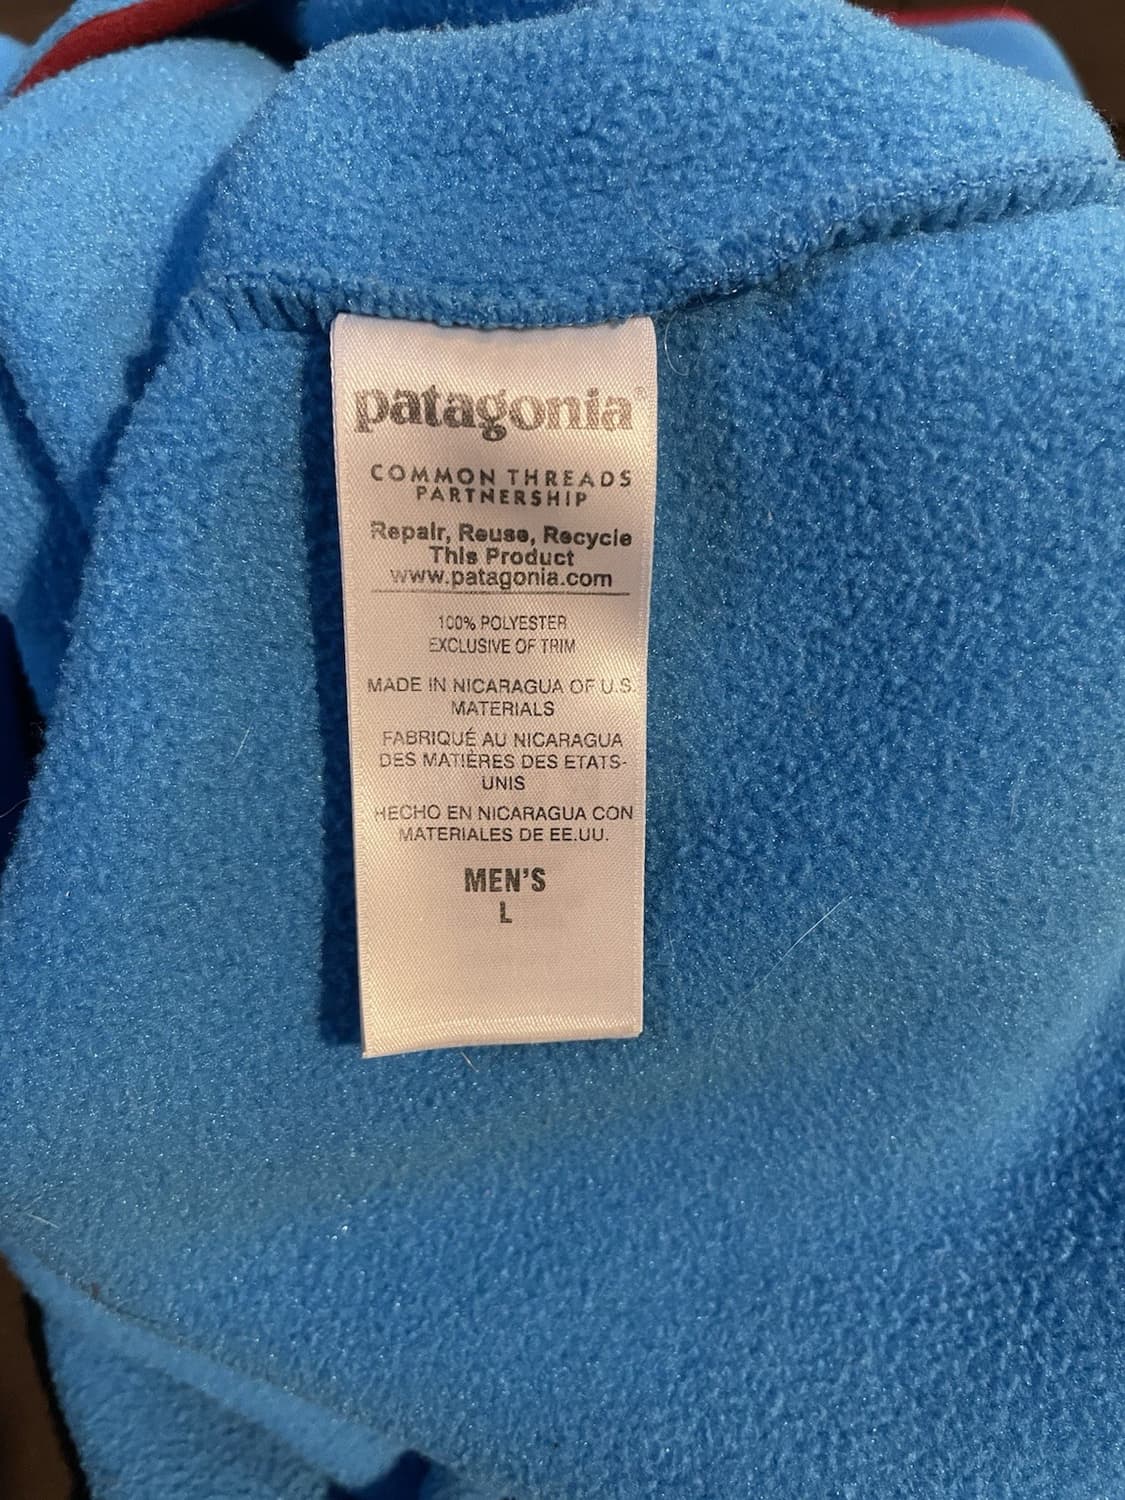 patagonia®
COMMON THREADS
PARTNERSHIP
Repair, Reuse, Recycle
This Product
www.patagonia.com
100% POLYESTER
EXCLUSIVE OF TRIM
MADE IN NICARAGUA OF U.S.
MATERIALS
FABRIQUÉ AU NICARAGUA
DES MATIÈRES DES ETATS-
UNIS
HECHO EN NICARAGUA CON
MATERIALES DE EE.UU.
MEN'S
L